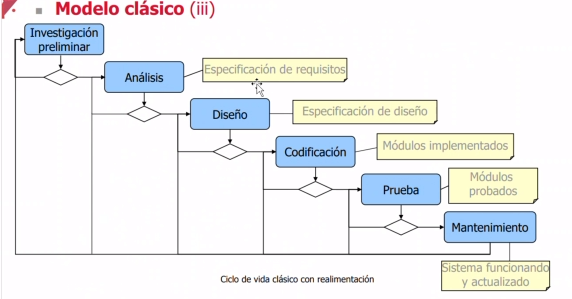 Modelo clásico (iii)
Investigación
preliminar
Análisis
Especificación de requisitos
Diseño
Especificación de diseño
Codificación
Módulos implementados
Prueba
Módulos
probados
Mantenimiento
Sistema funcionando
y actualizado
Ciclo de vida clásico con realimentación